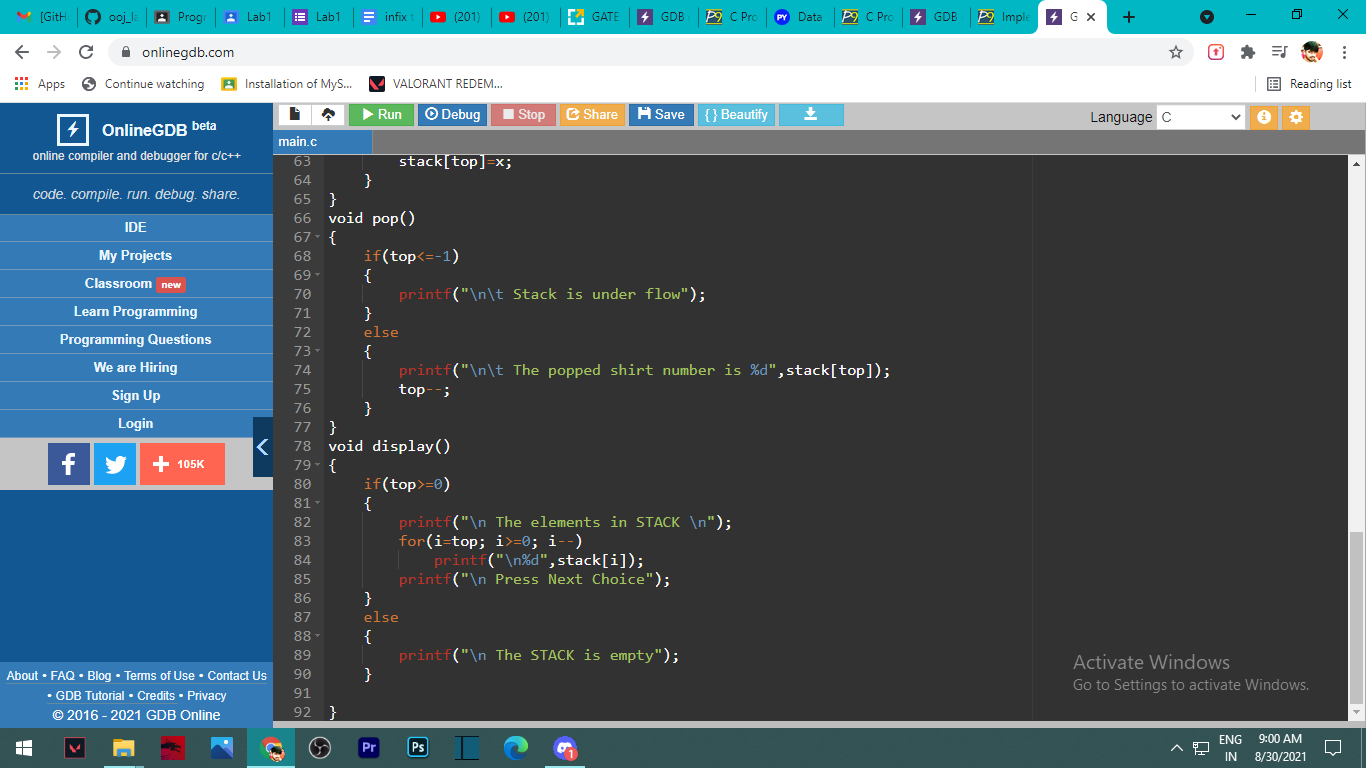 [GitH
ooj_la
Progr
Lab1
Lab1
infix t
(201)
(201)
GATE
GDB
C Pro
Data
C Pro
GDB
Imple
G
onlinegdb.com
Apps
Continue watching
Installation of MyS...
VALORANT REDEM...
Reading list
OnlineGDB beta
online compiler and debugger for c/c++
code. compile. run. debug. share.
IDE
My Projects
Classroom new
Learn Programming
Programming Questions
We are Hiring
Sign Up
Login
105K
About • FAQ • Blog • Terms of Use • Contact Us
• GDB Tutorial • Credits • Privacy
© 2016 - 2021 GDB Online
Run
Debug
Stop
Share
Save
{ } Beautify
Language C
main.c
63 stack[top]=x;
64 }
65 }
66 void pop()
67 {
68 if(top<=-1)
69 {
70 printf("\n\t Stack is under flow");
71 }
72 else
73 {
74 printf("\n\t The popped shirt number is %d",stack[top]);
75 top--;
76 }
77 }
78 void display()
79 {
80 if(top>=0)
81 {
82 printf("\n The elements in STACK \n");
83 for(i=top; i>=0; i--)
84 printf("\n%d",stack[i]);
85 printf("\n Press Next Choice");
86 }
87 else
88 {
89 printf("\n The STACK is empty");
90 }
91
92 }
Activate Windows
Go to Settings to activate Windows.
Pr
Ps
1
ENG
IN
9:00 AM
8/30/2021